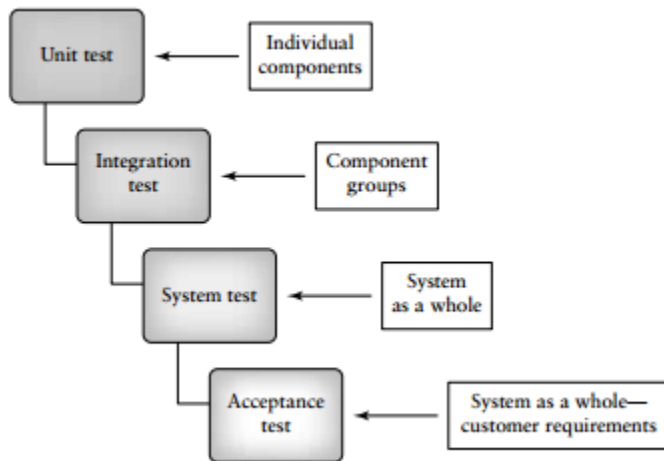 Unit test
Individual
components
Integration
test
Component
groups
System test
System
as a whole
Acceptance
test
System as a whole—
customer requirements